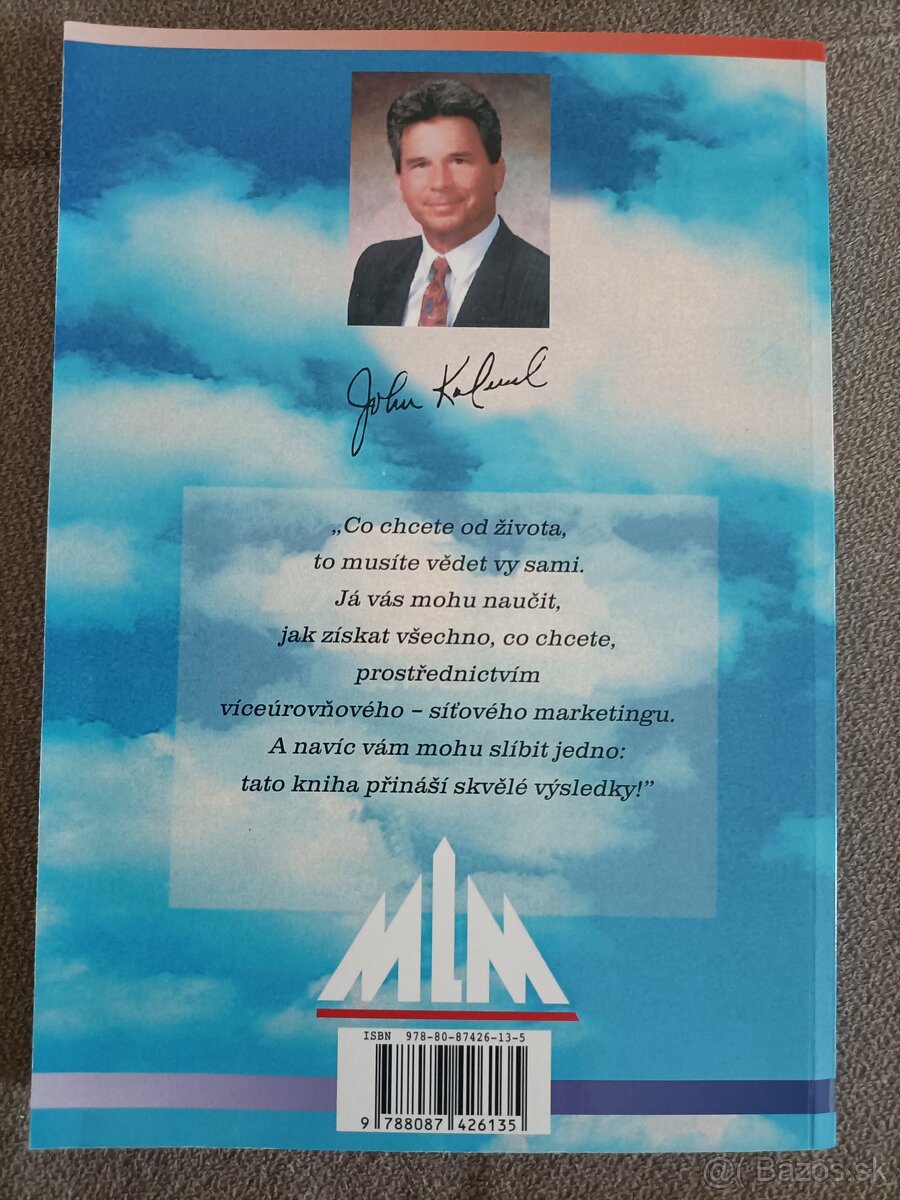 John Kalench
„Co chcete od života,
to musíte vědet vy sami.
Já vás mohu naučit,
jak získat všechno, co chcete,
prostřednictvím
víceúrovňového – síťového marketingu.
A navíc vám mohu slíbit jedno:
tato kniha přináší skvělé výsledky!”
MLM
ISBN 978-80-87426-13-5
9 788087 426135
@( Bazos.sk